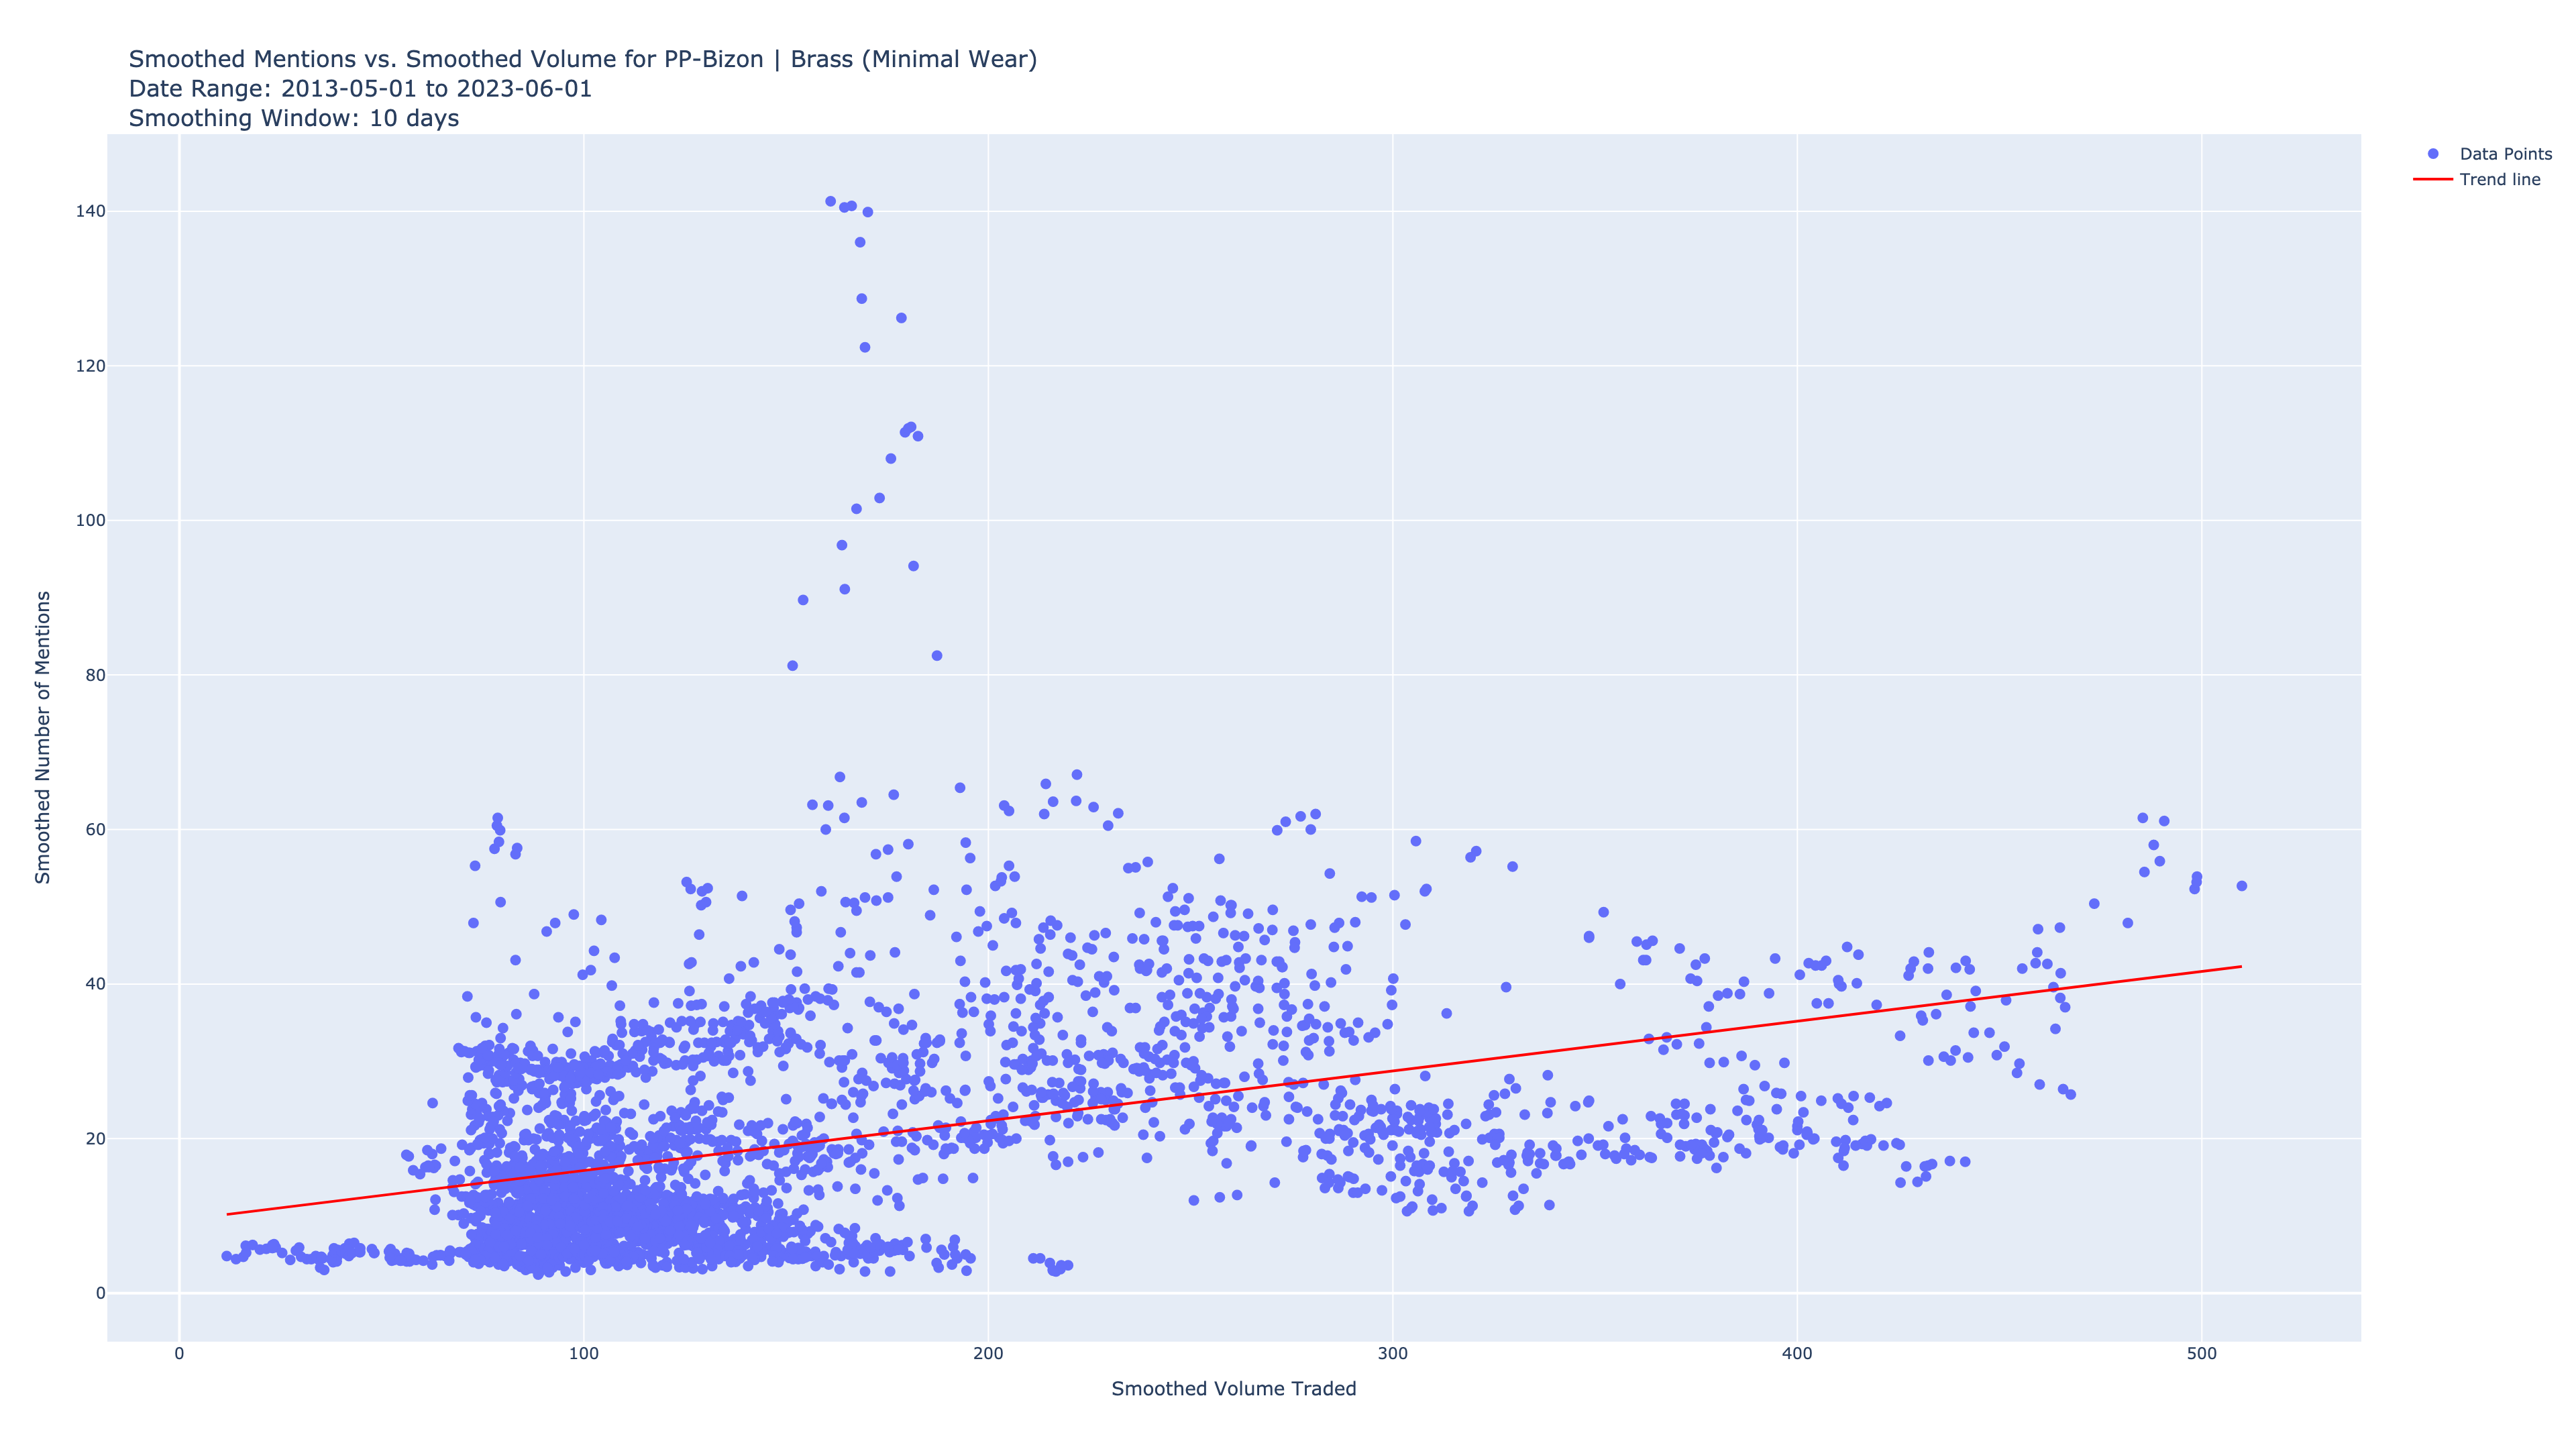 Smoothed Mentions vs. Smoothed Volume for PP-Bizon | Brass (Minimal Wear)
Date Range: 2013-05-01 to 2023-06-01
Smoothing Window: 10 days
Data Points
Trend line
140
120
100
80
60
40
20
0
Smoothed Number of Mentions
0
100
200
300
400
500
Smoothed Volume Traded